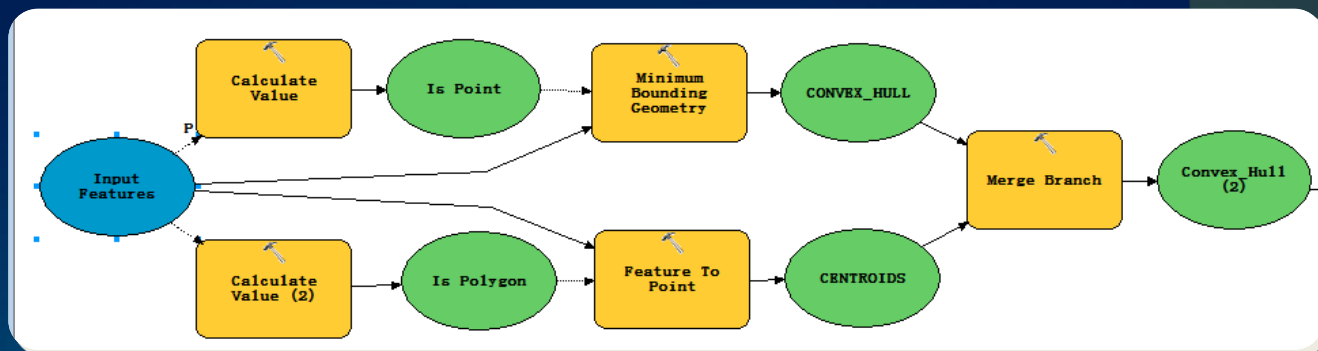 Calculate
Value
Is Point
Minimum
Bounding
Geometry
CONVEX_HULL
P
Input
Features
Merge Branch
Convex_Hull
(2)
Calculate
Value (2)
Is Polygon
Feature To
Point
CENTROIDS